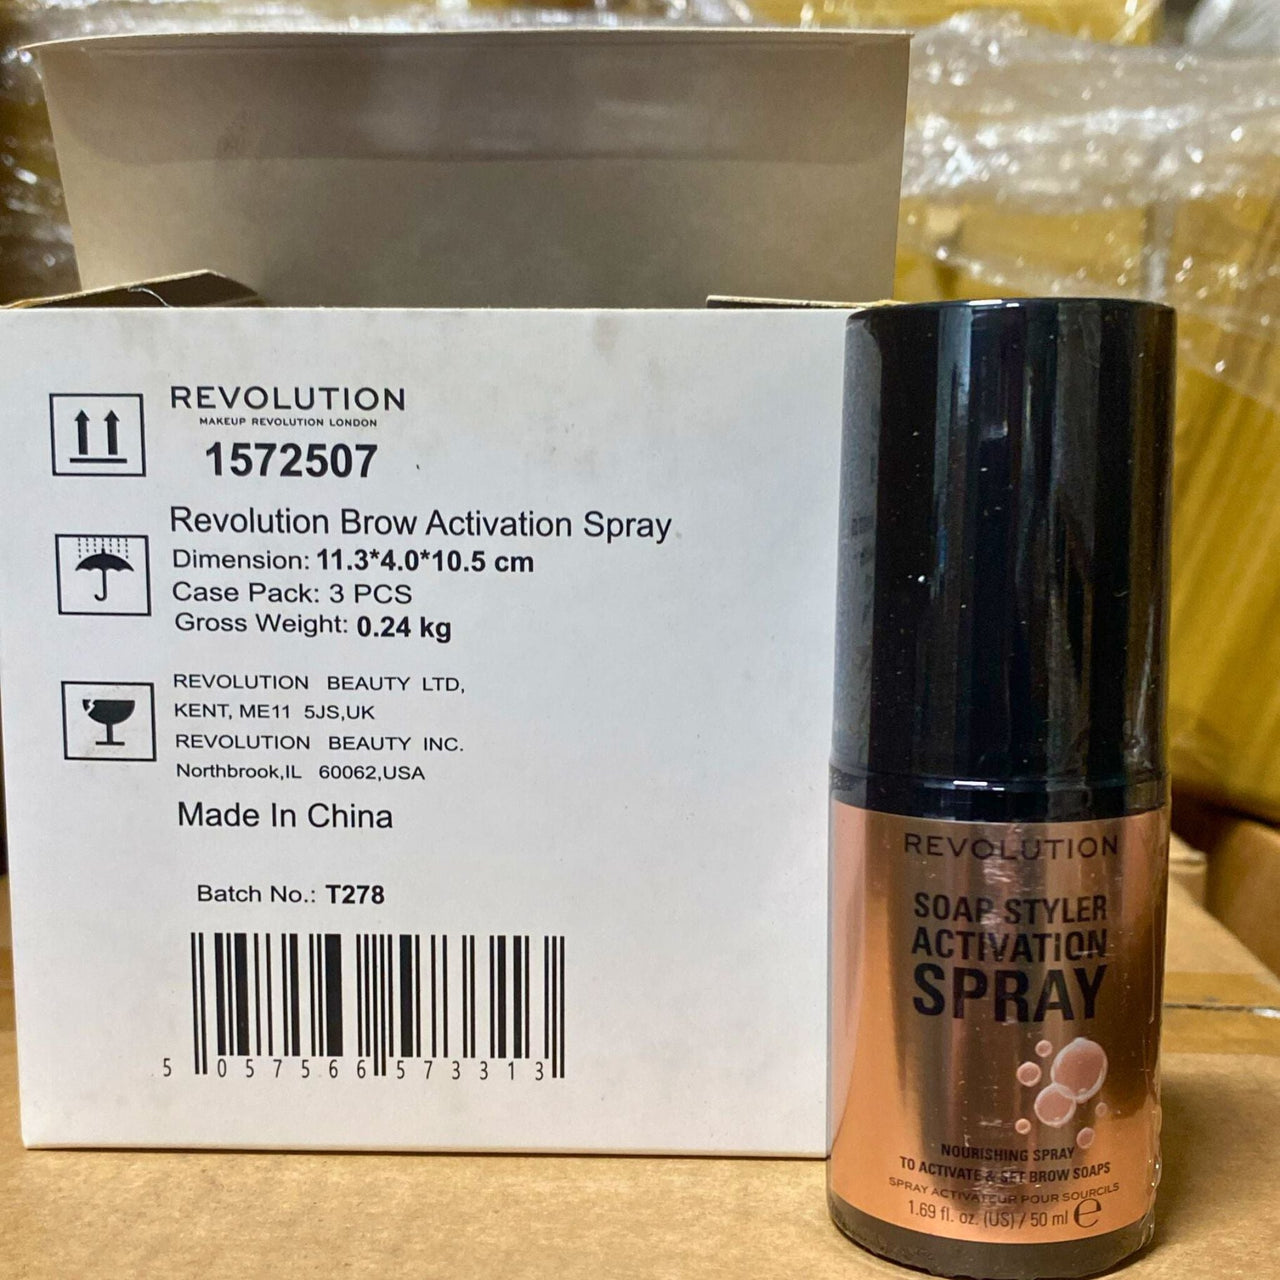 REVOLUTION
MAKEUP REVOLUTION LONDON
1572507
Revolution Brow Activation Spray
Dimension: 11.3*4.0*10.5 cm
Case Pack: 3 PCS
Gross Weight: 0.24 kg
REVOLUTION BEAUTY LTD,
KENT, ME11 5JS,UK
REVOLUTION BEAUTY INC.
Northbrook,IL 60062,USA
Made In China
Batch No.: T278
5 057566 573313
REVOLUTION
SOAP STYLER
ACTIVATION
SPRAY
NOURISHING SPRAY
TO ACTIVATE & SET BROW SOAPS
SPRAY ACTIVATEUR POUR SOURCILS
1.69 fl. oz. (US) / 50 ml ℮